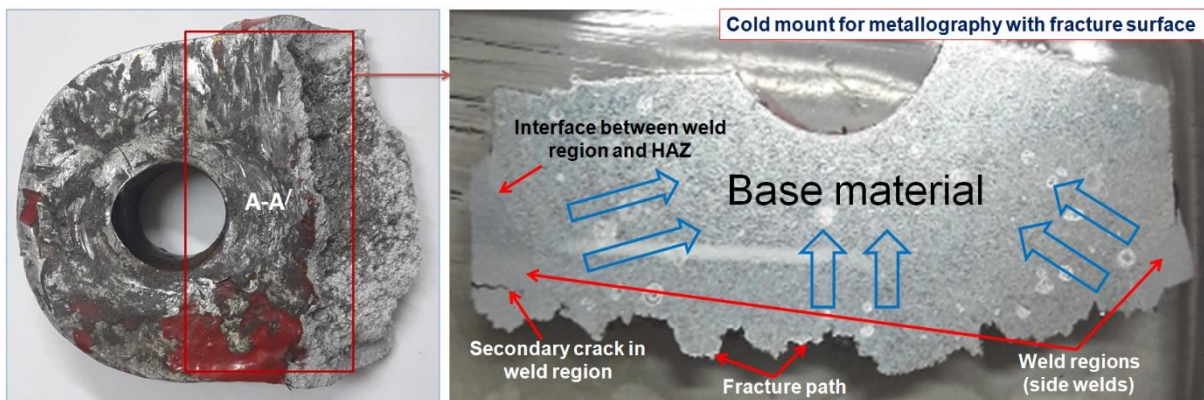 A-A/
Cold mount for metallography with fracture surface
Interface between weld
region and HAZ
Base material
Secondary crack in
weld region
Fracture path
Weld regions
(side welds)